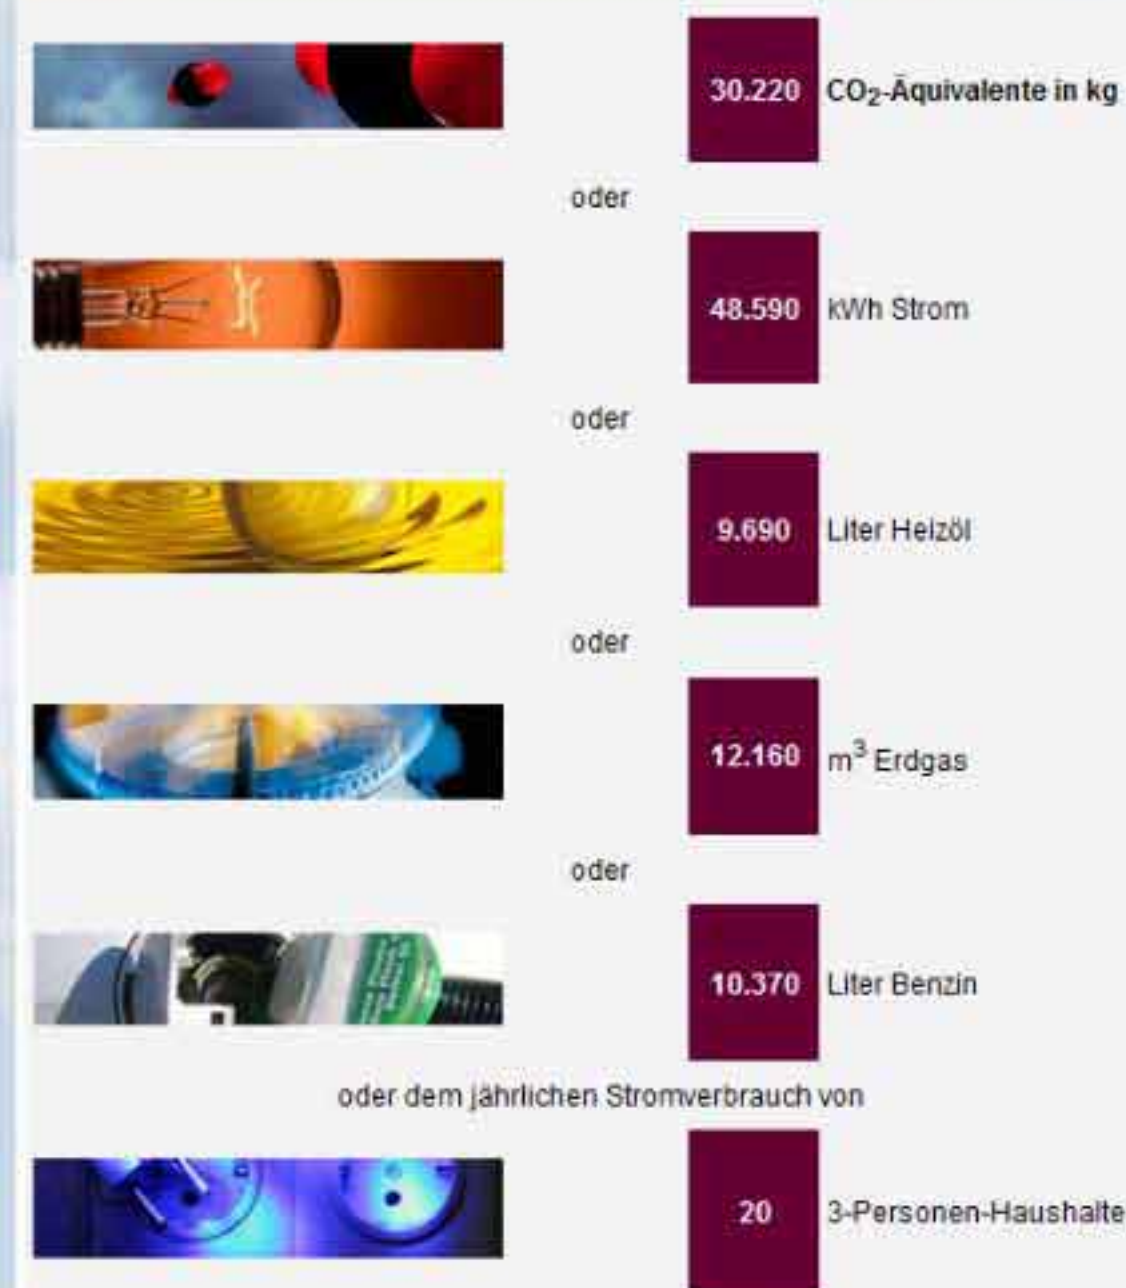 30.220 CO₂-Äquivalente in kg
oder
48.590 kWh Strom
oder
9.690 Liter Heizöl
oder
12.160 m³ Erdgas
oder
10.370 Liter Benzin
oder dem jährlichen Stromverbrauch von
20 3-Personen-Haushalte